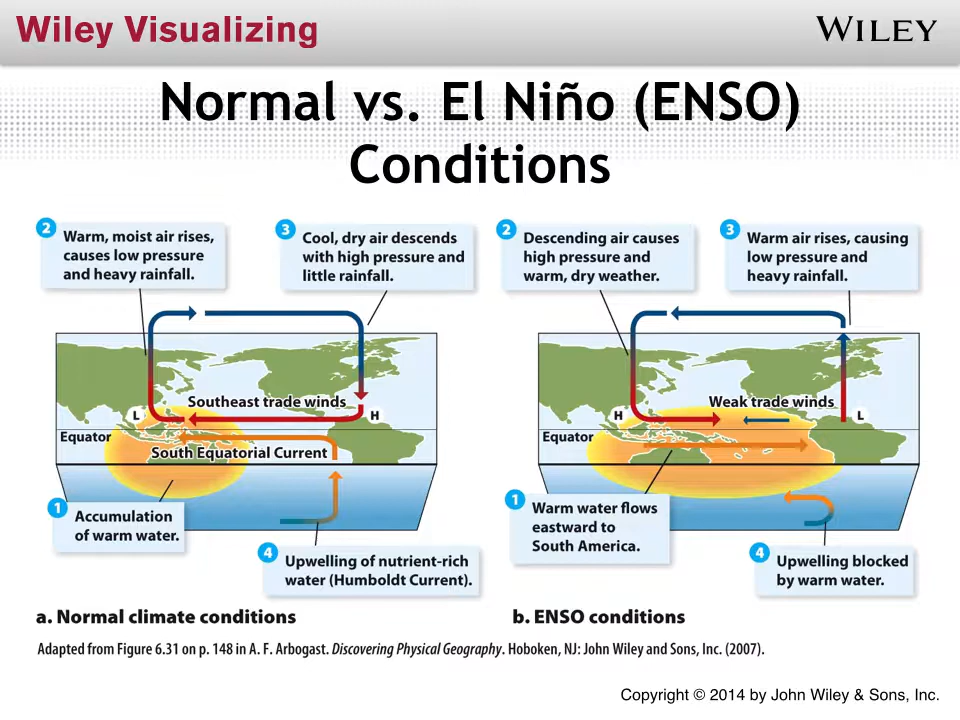 Wiley Visualizing
WILEY
Normal vs. El Niño (ENSO)
Conditions
2
Warm, moist air rises,
causes low pressure
and heavy rainfall.
3
Cool, dry air descends
with high pressure and
little rainfall.
Southeast trade winds
L
H
Equator
South Equatorial Current
1
Accumulation
of warm water.
4
Upwelling of nutrient-rich
water (Humboldt Current).
a. Normal climate conditions
2
Descending air causes
high pressure and
warm, dry weather.
3
Warm air rises, causing
low pressure and
heavy rainfall.
Weak trade winds
H
L
Equator
1
Warm water flows
eastward to
South America.
4
Upwelling blocked
by warm water.
b. ENSO conditions
Adapted from Figure 6.31 on p. 148 in A. F. Arbogast. Discovering Physical Geography. Hoboken, NJ: John Wiley and Sons, Inc. (2007).
Copyright © 2014 by John Wiley & Sons, Inc.